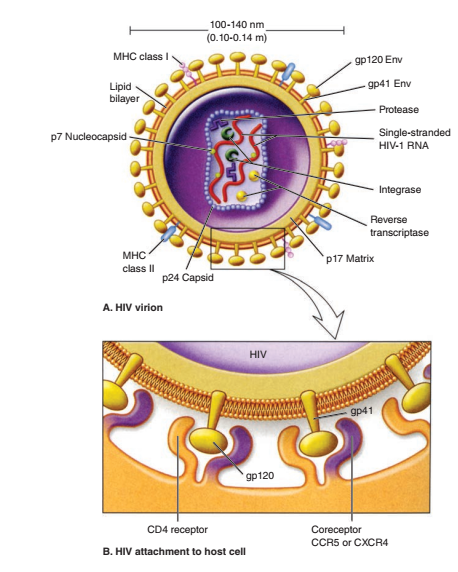 100-140 nm
(0.10-0.14 m)
MHC class I
gp120 Env
gp41 Env
Lipid
bilayer
Protease
p7 Nucleocapsid
Single-stranded
HIV-1 RNA
Integrase
Reverse
transcriptase
MHC
class II
p17 Matrix
p24 Capsid
A. HIV virion
HIV
gp41
gp120
CD4 receptor
Coreceptor
CCR5 or CXCR4
B. HIV attachment to host cell